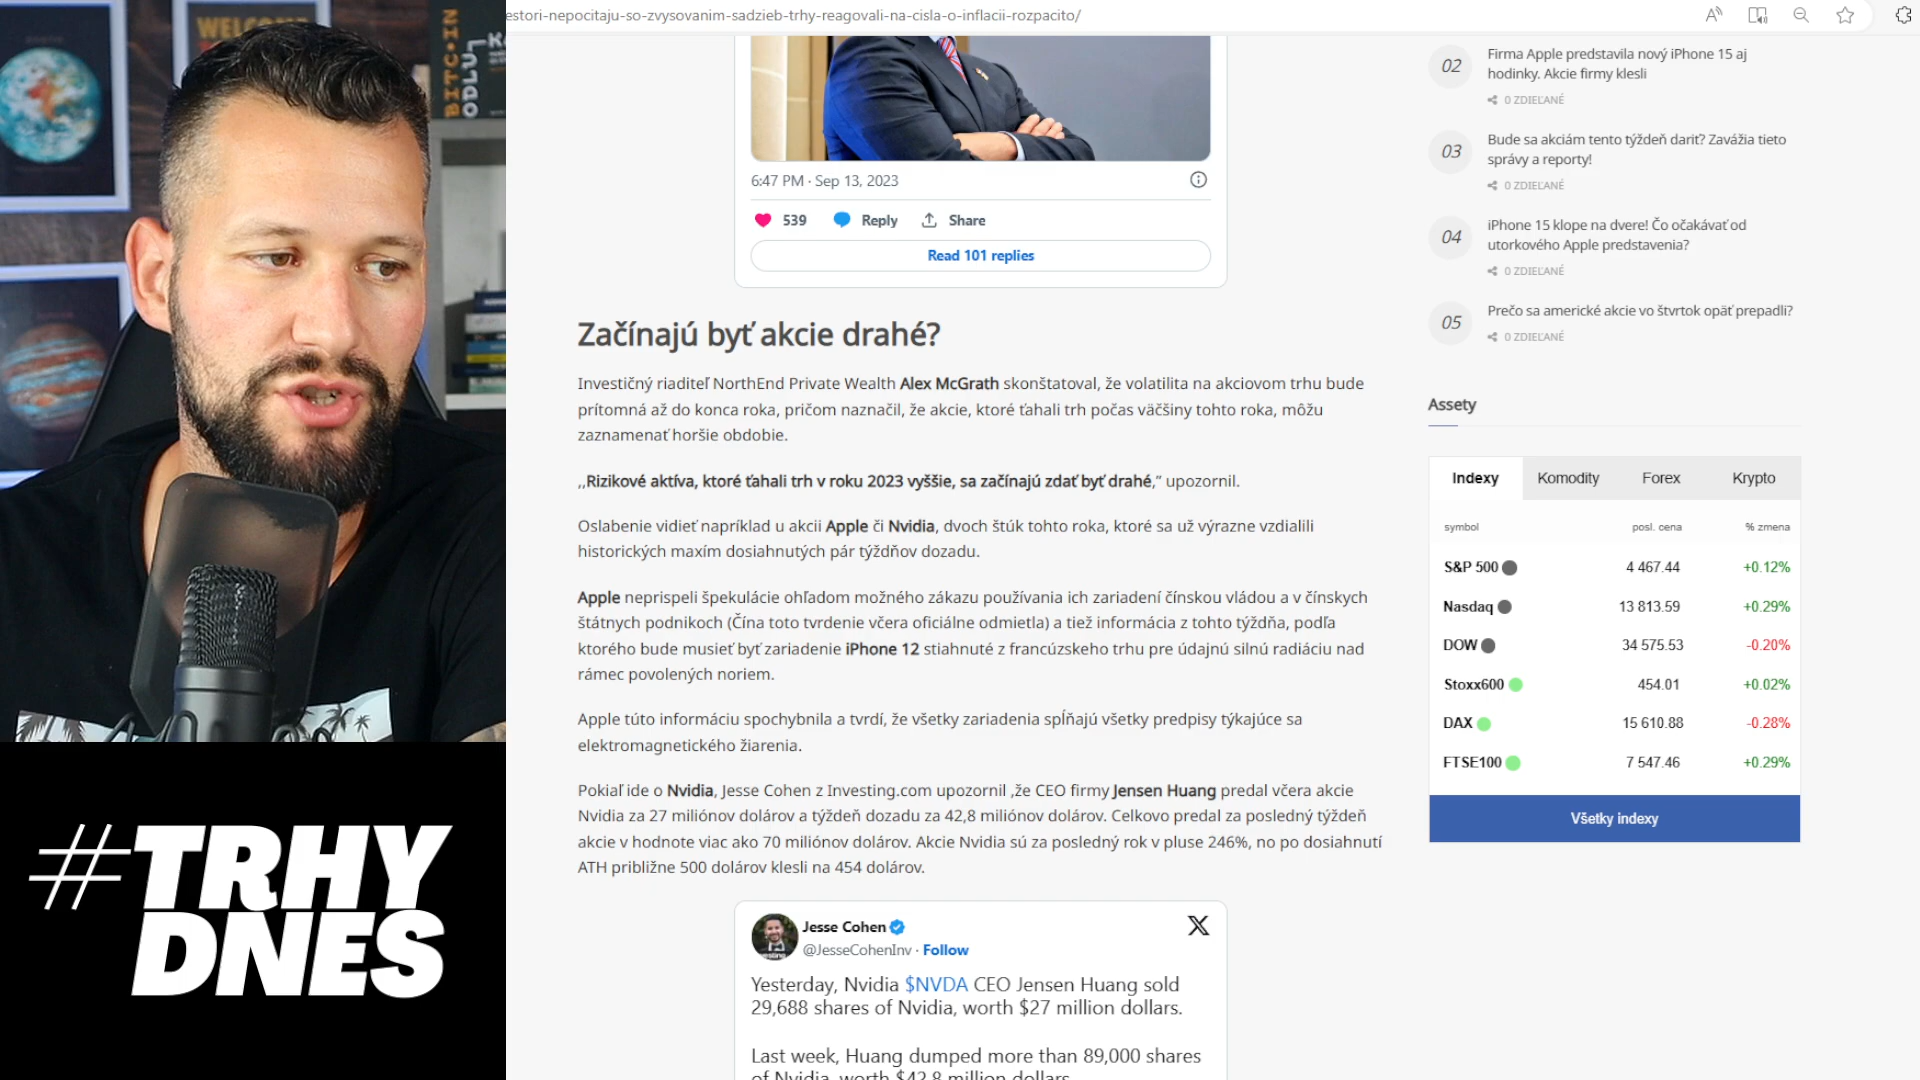 estori-nepocitaju-so-zvysovanim-sadzieb-trhy-reagovali-na-cisla-o-inflacii-rozpacito/
WELCOME
BITCOIN
ODLU
KA
6:47 PM · Sep 13, 2023
539 Reply Share
Read 101 replies
Začínajú byť akcie drahé?
Investičný riaditeľ NorthEnd Private Wealth Alex McGrath skonštatoval, že volatilita na akciovom trhu bude
prítomná až do konca roka, pričom naznačil, že akcie, ktoré ťahali trh počas väčšiny tohto roka, môžu
zaznamenať horšie obdobie.
,,Rizikové aktíva, ktoré ťahali trh v roku 2023 vyššie, sa začínajú zdať byť drahé,“ upozornil.
Oslabenie vidieť napríklad u akcii Apple či Nvidia, dvoch štúk tohto roka, ktoré sa už výrazne vzdialili
historických maxím dosiahnutých pár týždňov dozadu.
Apple neprispeli špekulácie ohľadom možného zákazu používania ich zariadení čínskou vládou a v čínskych
štátnych podnikoch (Čína toto tvrdenie včera oficiálne odmietla) a tiež informácia z tohto týždňa, podľa
ktorého bude musieť byť zariadenie iPhone 12 stiahnuté z francúzskeho trhu pre údajnú silnú radiáciu nad
rámec povolených noriem.
Apple túto informáciu spochybnila a tvrdí, že všetky zariadenia spĺňajú všetky predpisy týkajúce sa
elektromagnetického žiarenia.
Pokiaľ ide o Nvidia, Jesse Cohen z Investing.com upozornil ,že CEO firmy Jensen Huang predal včera akcie
Nvidia za 27 miliónov dolárov a týždeň dozadu za 42,8 miliónov dolárov. Celkovo predal za posledný týždeň
akcie v hodnote viac ako 70 miliónov dolárov. Akcie Nvidia sú za posledný rok v pluse 246%, no po dosiahnutí
ATH približne 500 dolárov klesli na 454 dolárov.
Jesse Cohen
@JesseCohenInv · Follow
Yesterday, Nvidia $NVDA CEO Jensen Huang sold
29,688 shares of Nvidia, worth $27 million dollars.
Last week, Huang dumped more than 89,000 shares
of Nvidia, worth $42.8 million dollars
02 Firma Apple predstavila nový iPhone 15 aj
hodinky. Akcie firmy klesli
0 ZDIEĽANÉ
03 Bude sa akciám tento týždeň dariť? Zavážia tieto
správy a reporty!
0 ZDIEĽANÉ
04 iPhone 15 klope na dvere! Čo očakávať od
utorkového Apple predstavenia?
0 ZDIEĽANÉ
05 Prečo sa americké akcie vo štvrtok opäť prepadli?
0 ZDIEĽANÉ
Assety
Indexy Komodity Forex Krypto
symbol posl. cena % zmena
S&P 500 4 467.44 +0.12%
Nasdaq 13 813.59 +0.29%
DOW 34 575.53 -0.20%
Stoxx600 454.01 +0.02%
DAX 15 610.88 -0.28%
FTSE100 7 547.46 +0.29%
Všetky indexy
#TRHY
DNES